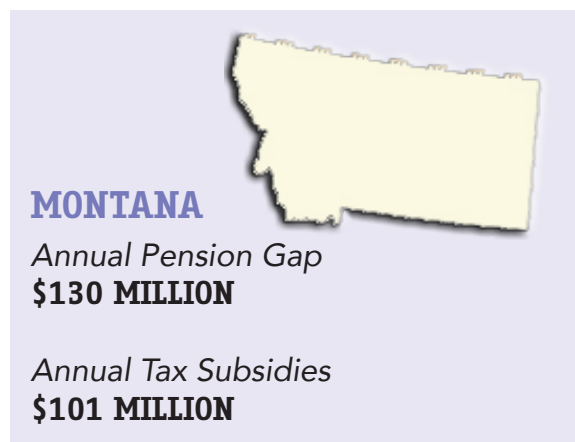 MONTANA
Annual Pension Gap
$130 MILLION
Annual Tax Subsidies
$101 MILLION